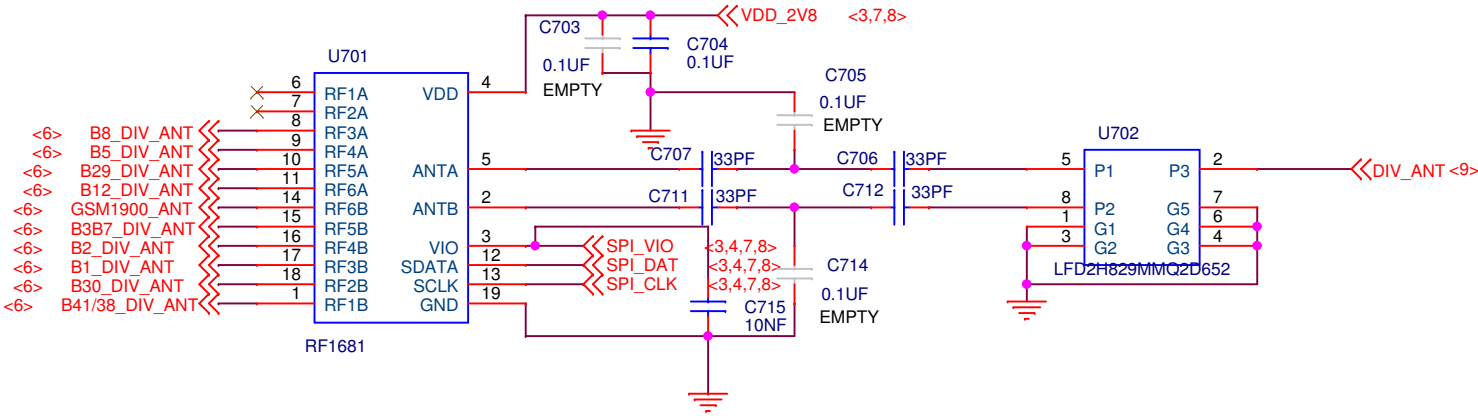 VDD_2V8 <3,7,8>
C703
C704
0.1UF
0.1UF
EMPTY
U701
C705
0.1UF
EMPTY
U702
6 RF1A VDD 4
7 RF2A
<6> B8_DIV_ANT 8 RF3A
<6> B5_DIV_ANT 9 RF4A
<6> B29_DIV_ANT 10 RF5A ANTA 5 C707 33PF C706 33PF 5 P1 P3 2 DIV_ANT <9>
<6> B12_DIV_ANT 11 RF6A
<6> GSM1900_ANT 14 RF6B ANTB 2 C711 33PF C712 33PF 8 P2 G5 7
<6> B3B7_DIV_ANT 15 RF5B 1 G1 G4 6
<6> B2_DIV_ANT 16 RF4B VIO 3 SPI_VIO <3,4,7,8> 3 G2 G3 4
<6> B1_DIV_ANT 17 RF3B SDATA 12 SPI_DAT <3,4,7,8>
<6> B30_DIV_ANT 18 RF2B SCLK 13 SPI_CLK <3,4,7,8>
<6> B41/38_DIV_ANT 1 RF1B GND 19
LFD2H829MMQ2D652
C714
0.1UF
EMPTY
C715
10NF
RF1681